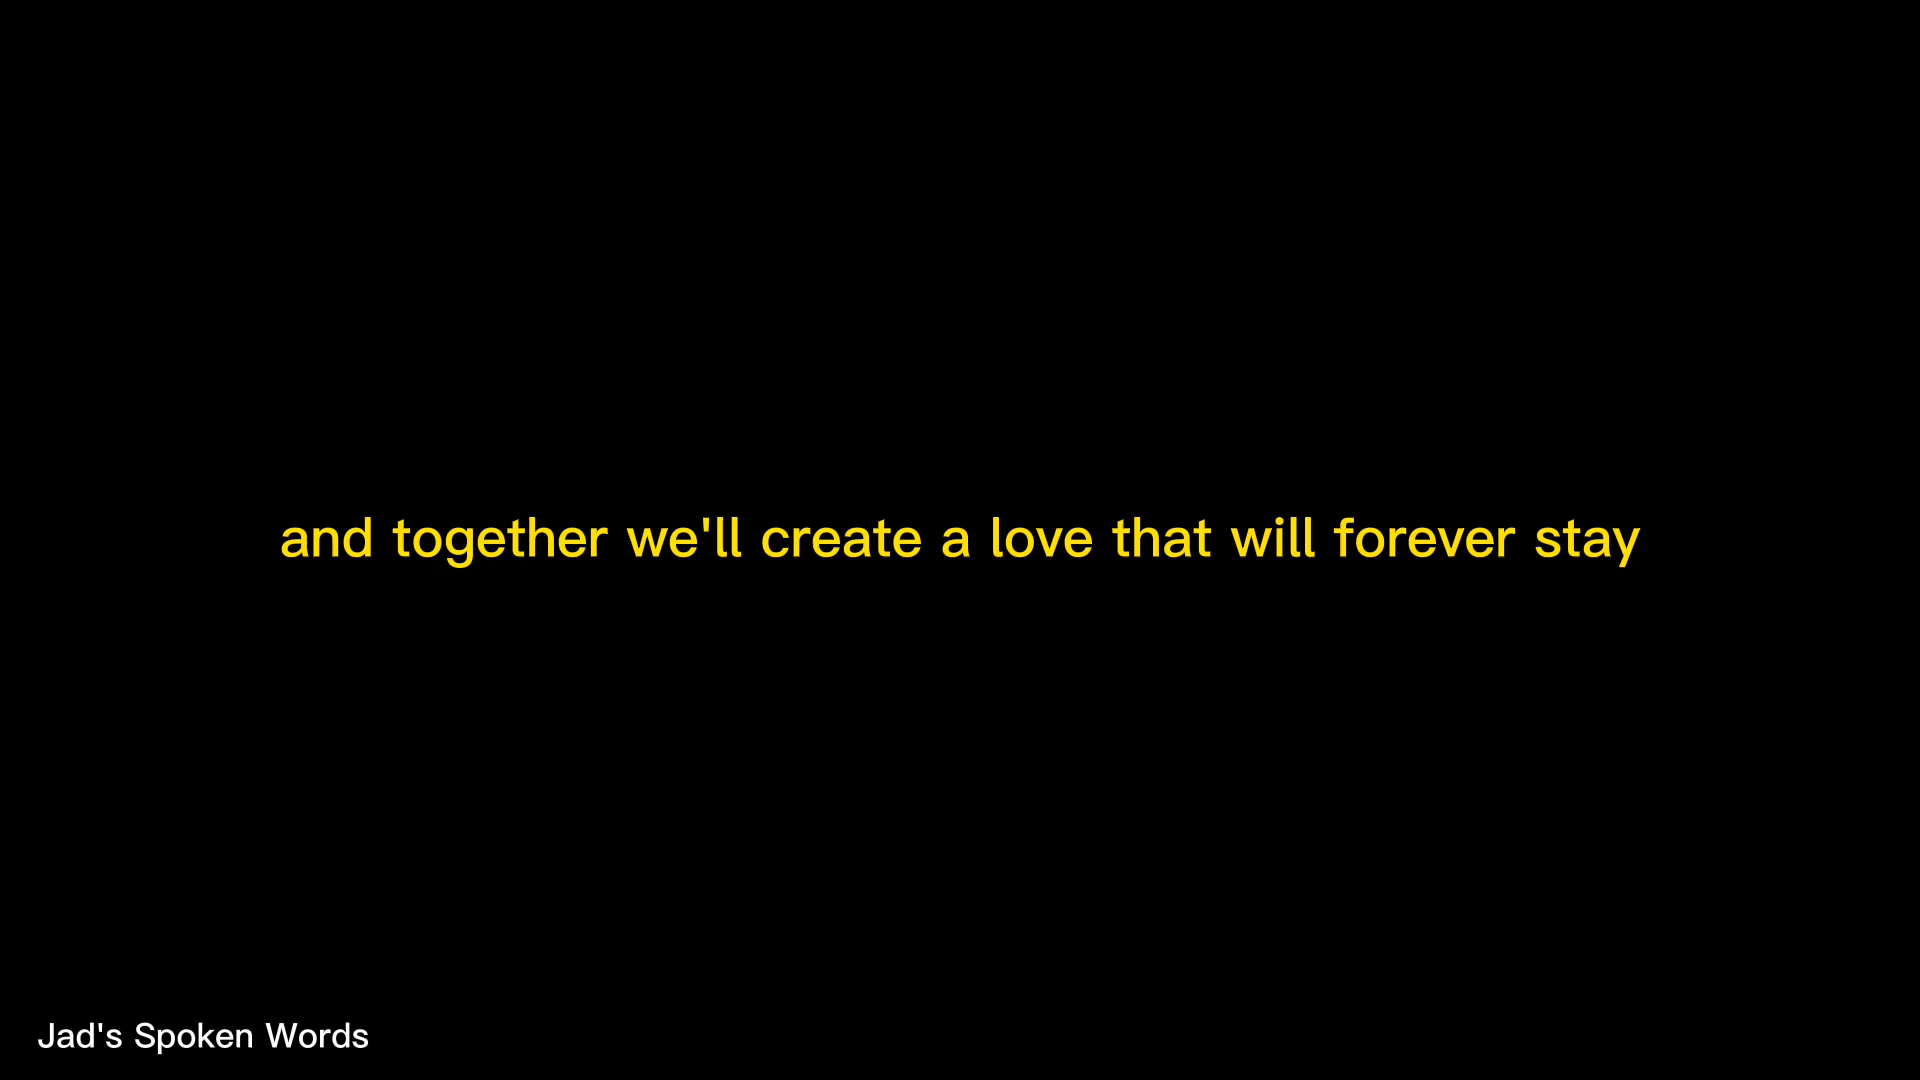 and together we'll create a love that will forever stay
Jad's Spoken Words